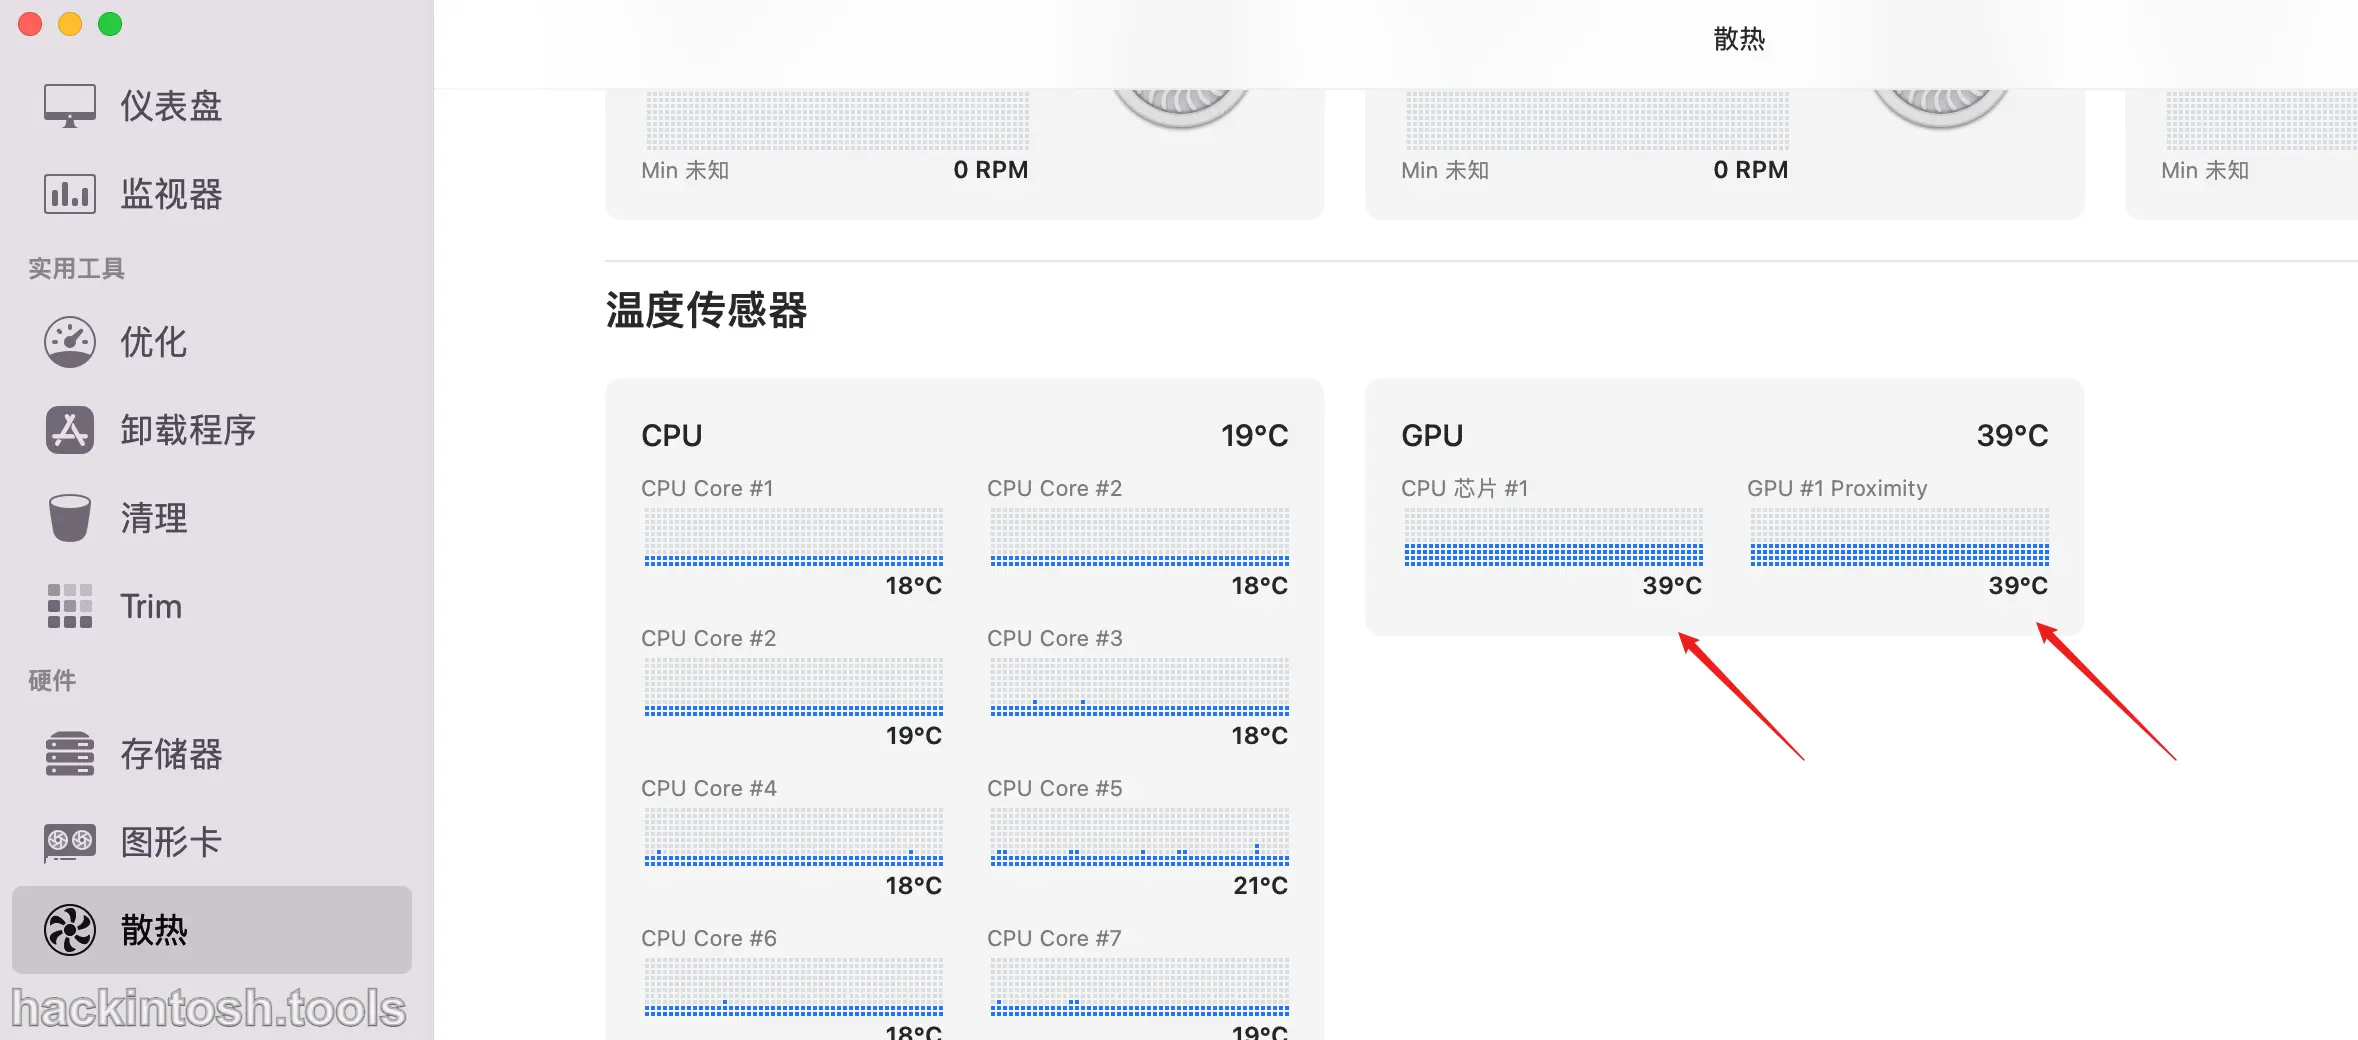 散热
仪表盘
监视器
实用工具
优化
卸载程序
清理
Trim
硬件
存储器
图形卡
散热
hackintosh.tools
Min 未知 0 RPM
Min 未知 0 RPM
Min 未知
温度传感器
CPU 19°C
CPU Core #1
18°C
CPU Core #2
18°C
CPU Core #2
19°C
CPU Core #3
18°C
CPU Core #4
18°C
CPU Core #5
21°C
CPU Core #6
18°C
CPU Core #7
19°C
GPU 39°C
CPU 芯片 #1
39°C
GPU #1 Proximity
39°C